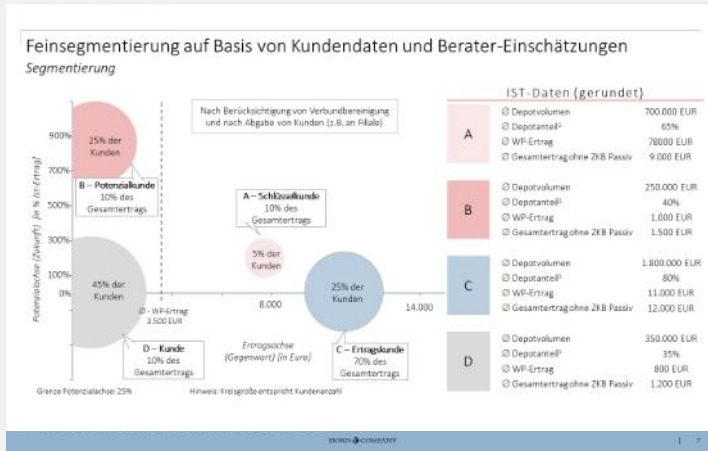 Feinsegmentierung auf Basis von Kundendaten und Berater-Einschätzungen
Segmentierung
Potenzialachse (Zukunft) [in % Ist-Ertrag]
900%
700%
500%
300%
100%
0%
Nach Berücksichtigung von Verbundbereinigung
und nach Abgabe von Kunden (z.B. an Filiale)
25% der
Kunden
B – Potenzialkunde
10% des
Gesamtertrags
A – Schlüsselkunde
10% des
Gesamtertrags
5% der
Kunden
45% der
Kunden
25% der
Kunden
8.000
14.000
Ø - WP-Ertrag:
3.500 EUR
Ertragsachse
(Gegenwart) [in Euro]
D – Kunde
10% des
Gesamtertrags
C – Ertragskunde
70% des
Gesamtertrags
Grenze Potenzialachse: 25%
Hinweis: Kreisgröße entspricht Kundenanzahl
IST-Daten (gerundet)
A
Ø Depotvolumen 700.000 EUR
Ø Depotanteil¹ 65%
Ø WP-Ertrag 78000 EUR
Ø Gesamtertrag ohne ZKB Passiv 9.000 EUR
B
Ø Depotvolumen 250.000 EUR
Ø Depotanteil¹ 40%
Ø WP-Ertrag 1.000 EUR
Ø Gesamtertrag ohne ZKB Passiv 1.500 EUR
C
Ø Depotvolumen 1.800.000 EUR
Ø Depotanteil¹ 80%
Ø WP-Ertrag 11.000 EUR
Ø Gesamtertrag ohne ZKB Passiv 12.000 EUR
D
Ø Depotvolumen 350.000 EUR
Ø Depotanteil¹ 35%
Ø WP-Ertrag 800 EUR
Ø Gesamtertrag ohne ZKB Passiv 1.200 EUR
HORN & COMPANY
| 7